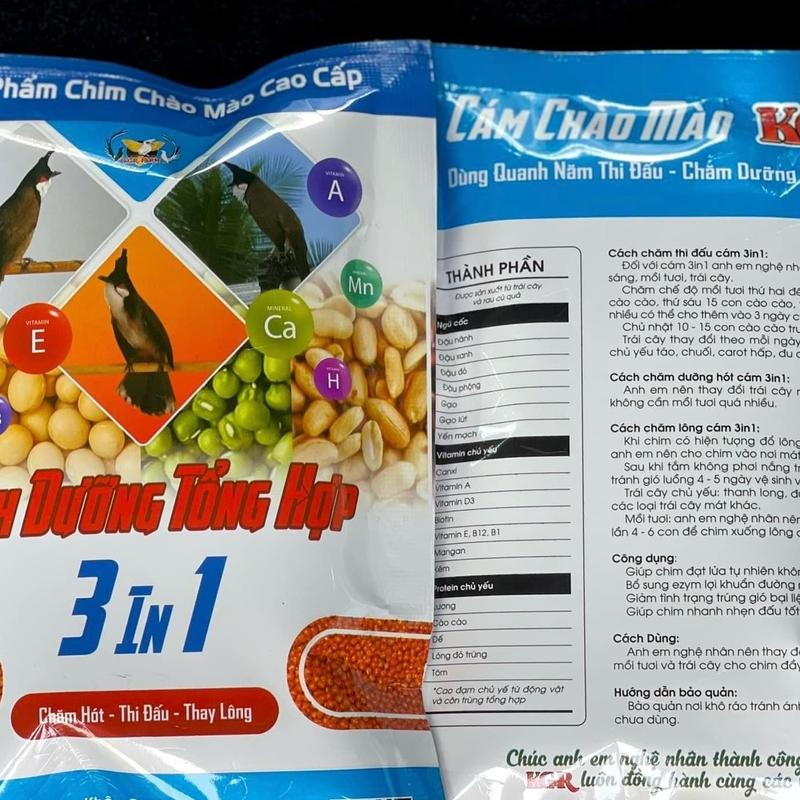 Phẩm Chim Chào Mào Cao Cấp
KGR FARM
VITAMIN
A
MINERAL
Mn
VITAMIN
E
MINERAL
Ca
VITAMIN
H
DƯỠNG TỔNG HỢP
3 IN 1
Chăm Hót - Thi Đấu - Thay Lông
CÁM CHÀO MÀO
Dùng Quanh Năm Thi Đấu - Chăm Dưỡng
THÀNH PHẦN
Được sản xuất từ trái cây
và rau củ quả
Ngũ cốc
Đậu nành
Đậu xanh
Đậu đỏ
Đậu phộng
Gạo
Gạo lứt
Yến mạch
Vitamin chủ yếu
Canxi
Vitamin A
Vitamin D3
Biotin
Vitamin E, B12, B1
Mangan
Kẽm
Protein chủ yếu
Lươn
Cào cào
Dế
Lòng đỏ trứng
Tôm
*Cao đạm chủ yế từ động vật
và côn trùng tổng hợp
Cách chăm thi đấu cám 3in1:
Đối với cám 3in1 anh em nghệ
sáng, mồi tươi, trái cây.
Chăm chế độ mồi tươi thứ hai
cào cào, thứ sáu 15 con cào cào,
nhiều có thể cho thêm vào 3 ngày
Chủ nhật 10 - 15 con cào cào
Trái cây thay đổi theo mỗi ngày
chủ yếu táo, chuối, carot hấp, đu
Cách chăm dưỡng hót cám 3in1:
Anh em nên thay đổi trái cây
không cần mồi tươi quá nhiều.
Cách chăm lông cám 3in1:
Khi chim có hiện tượng đổ lông
anh em nên cho chim vào nơi mát
Sau khi tắm không phơi nắng
tránh gió luồng 4 - 5 ngày vệ sinh
Trái cây chủ yếu: thanh long,
các loại trái cây mát khác.
Mồi tươi: anh em nghệ nhân
lần 4 - 6 con để chim xuống lông
Công dụng:
Giúp chim đạt lửa tự nhiên
Bổ sung ezym lợi khuẩn đường
Giảm tình trạng trúng gió bại
Giúp chim nhanh nhẹn đấu tốt
Cách Dùng:
Anh em nghệ nhân nên thay
mồi tươi và trái cây cho chim đầy
Hướng dẫn bảo quản:
Bảo quản nơi khô ráo tránh
chưa dùng.
Chúc anh em nghệ nhân thành công
KGR luôn đồng hành cùng các